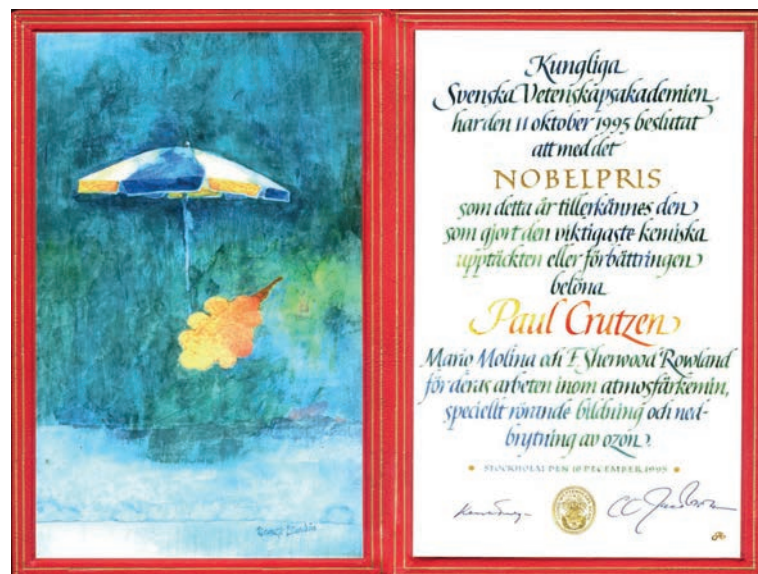 Kungliga
Svenska Vetenskapsakademien
har den 11 oktober 1995 beslutat
att med det
NOBELPRIS
som detta år tillerkännes den
som gjort den viktigaste kemiska
upptäckten eller förbättringen
belöna
Paul Crutzen
Mario Molina och F. Sherwood Rowland
för deras arbeten inom atmosfärkemin,
speciellt rörande bildning och ned-
brytning av ozon.
STOCKHOLM DEN 10 DECEMBER 1995